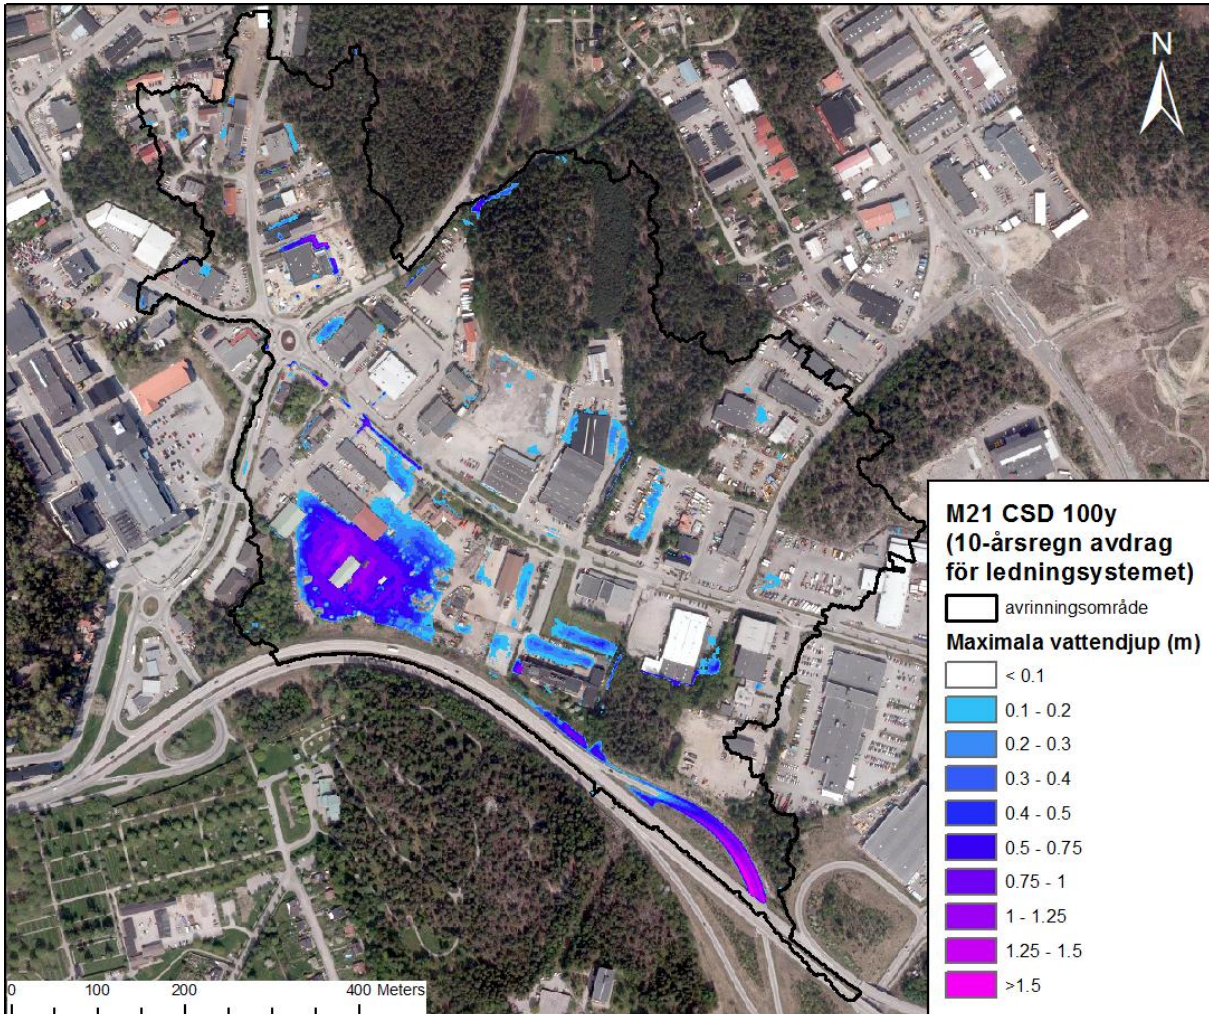 N
M21 CSD 100y
(10-årsregn avdrag
för ledningsystemet)
avrinningsområde
Maximala vattendjup (m)
< 0.1
0.1 - 0.2
0.2 - 0.3
0.3 - 0.4
0.4 - 0.5
0.5 - 0.75
0.75 - 1
1 - 1.25
1.25 - 1.5
>1.5
0 100 200 400 Meters